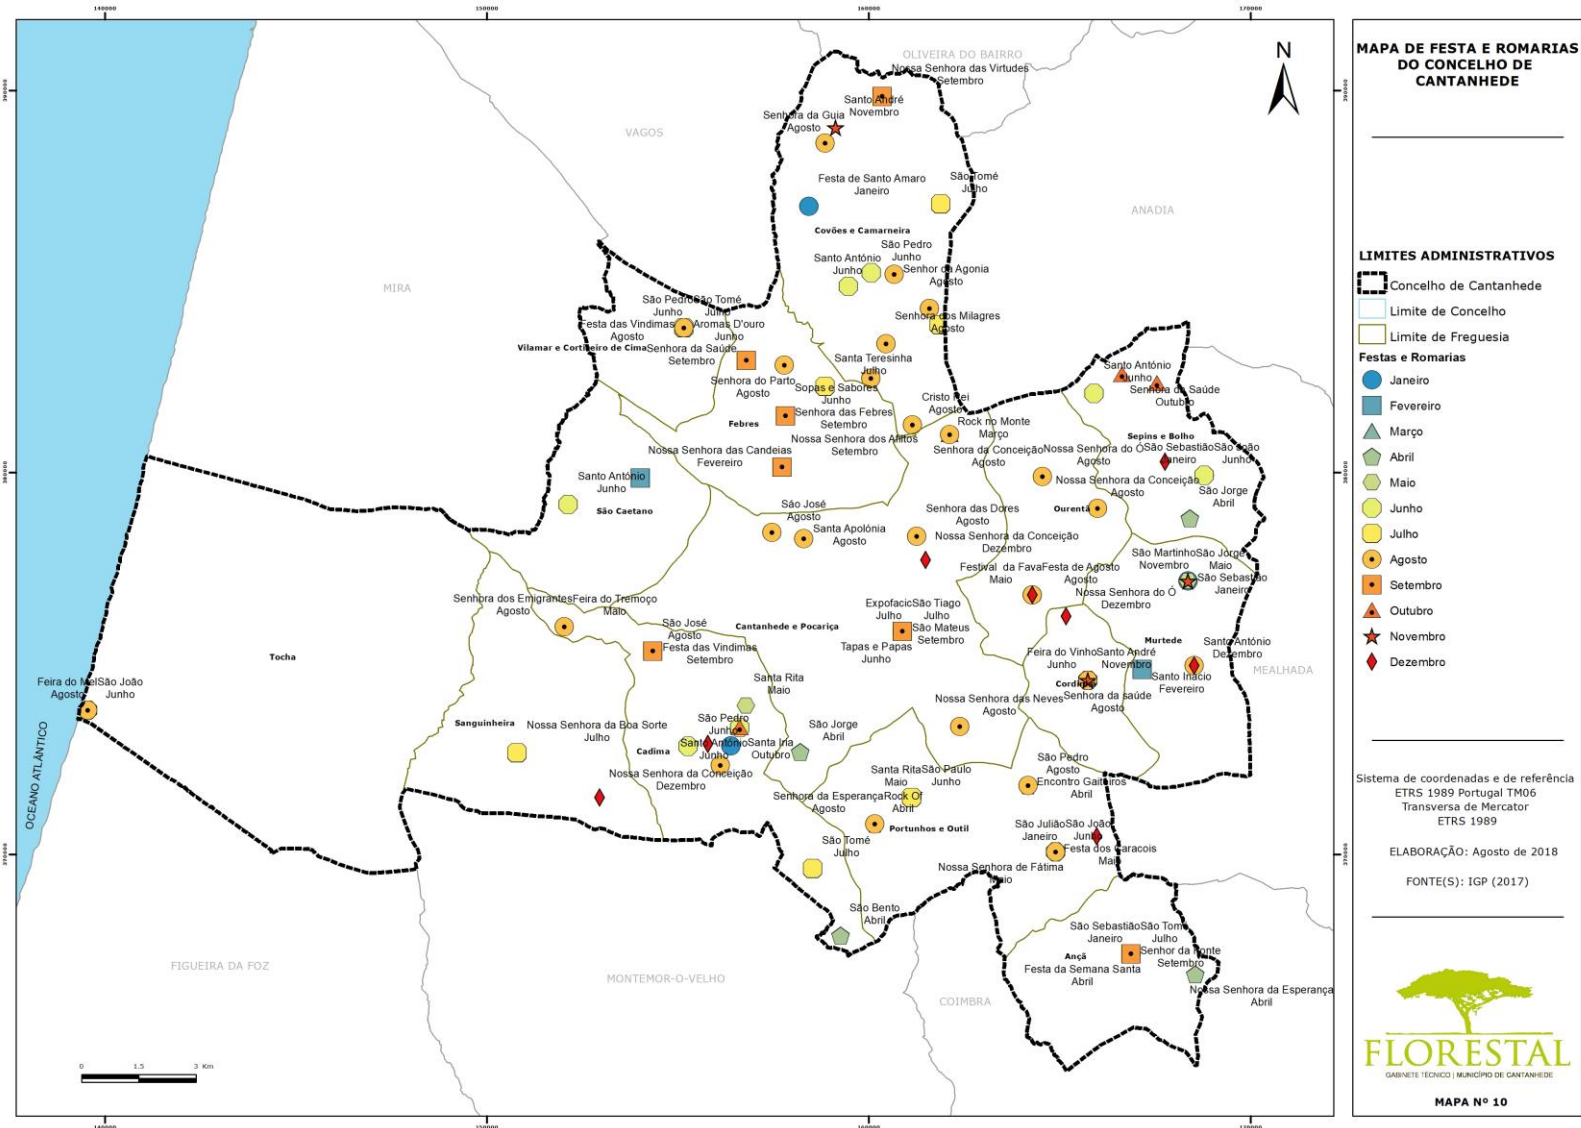 140000
150000
160000
170000
390000
390000
380000
380000
370000
370000
140000
150000
160000
170000
OLIVEIRA DO BAIRRO
Nossa Senhora das Virtudes
Setembro
Santo André
Novembro
Senhora da Guia
Agosto
VAGOS
N
Festa de Santo Amaro
Janeiro
São Tomé
Julho
ANADIA
Covões e Camarneira
São Pedro
Junho
Santo António
Junho
Senhor da Agonia
Agosto
MIRA
São Pedro
Junho
São Tomé
Julho
Festa das Vindimas
Agosto
Aromas D'ouro
Junho
Senhora dos Milagres
Agosto
Vilamar e Corticeiro de Cima
Senhora da Saúde
Setembro
Santa Teresinha
Julho
Senhora do Parto
Agosto
Sopas e Sabores
Junho
Santo António
Junho
Senhora da Saúde
Outubro
Cristo Rei
Agosto
Senhora das Febres
Setembro
Febres
Rock no Monte
Março
Nossa Senhora dos Aflitos
Setembro
Sepins e Bolho
Nossa Senhora das Candeias
Fevereiro
Senhora da Conceição
Agosto
Nossa Senhora do Ó
Agosto
São Sebastião
Janeiro
São João
Junho
Santo António
Junho
Nossa Senhora da Conceição
Agosto
São Jorge
Abril
São Caetano
São José
Agosto
Senhora das Dores
Agosto
Ourentã
Santa Apolónia
Agosto
Nossa Senhora da Conceição
Dezembro
São Martinho
Novembro
São Jorge
Maio
Festival da Fava
Maio
Festa de Agosto
Agosto
São Sebastião
Janeiro
Nossa Senhora do Ó
Dezembro
Senhora dos Emigrantes
Agosto
Feira do Tremoço
Maio
Expofacic
Julho
São Tiago
Julho
São José
Agosto
Cantanhede e Pocariça
São Mateus
Setembro
Tapas e Papas
Junho
Festa das Vindimas
Setembro
Murtede
Santo António
Dezembro
Tocha
Feira do Vinho
Junho
Santo André
Novembro
Santo Inácio
Fevereiro
MEALHADA
Santa Rita
Maio
Feira do Mel
Agosto
São João
Junho
Cordinhã
Senhora da saúde
Agosto
Nossa Senhora das Neves
Agosto
Sanguinheira
Nossa Senhora da Boa Sorte
Julho
São Pedro
Junho
São Jorge
Abril
Cadima
Santo António
Junho
Santa Iria
Outubro
Nossa Senhora da Conceição
Dezembro
São Pedro
Agosto
Encontro Gaiteiros
Abril
Santa Rita
Maio
São Paulo
Junho
Senhora da Esperança
Agosto
Rock Of
Abril
Portunhos e Outil
São Julião
Janeiro
São João
Junho
Festa dos Caracois
Maio
São Tomé
Julho
Nossa Senhora de Fátima
Maio
OCEANO ATLÂNTICO
São Bento
Abril
São Sebastião
Janeiro
São Tomé
Julho
Ançã
Senhor da Fonte
Setembro
Festa da Semana Santa
Abril
Nossa Senhora da Esperança
Abril
FIGUEIRA DA FOZ
MONTEMOR-O-VELHO
COIMBRA
0 1.5 3 Km
MAPA DE FESTA E ROMARIAS
DO CONCELHO DE
CANTANHEDE
LIMITES ADMINISTRATIVOS
Concelho de Cantanhede
Limite de Concelho
Limite de Freguesia
Festas e Romarias
Janeiro
Fevereiro
Março
Abril
Maio
Junho
Julho
Agosto
Setembro
Outubro
Novembro
Dezembro
Sistema de coordenadas e de referência
ETRS 1989 Portugal TM06
Transversa de Mercator
ETRS 1989
ELABORAÇÃO: Agosto de 2018
FONTE(S): IGP (2017)
FLORESTAL
GABINETE TÉCNICO | MUNICÍPIO DE CANTANHEDE
MAPA Nº 10